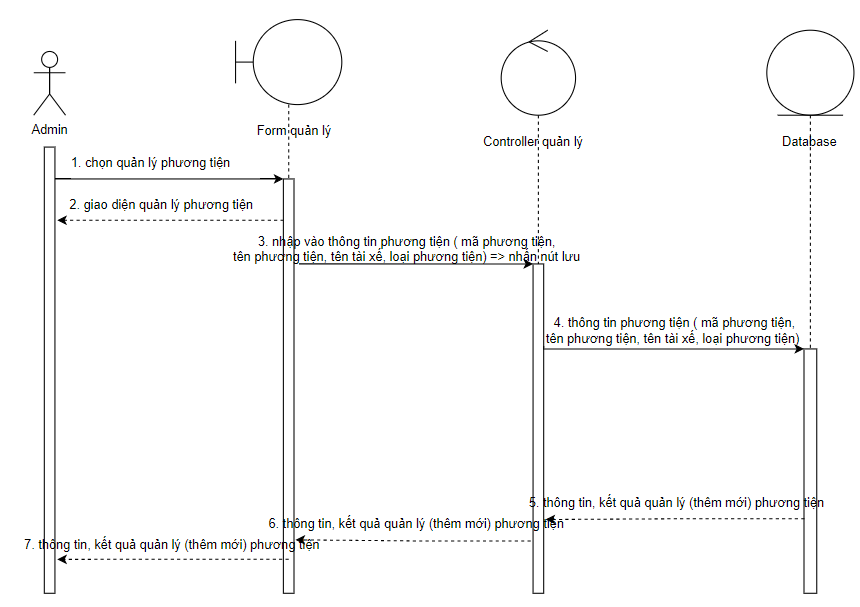 Admin
Form quản lý
Controller quản lý
Database
1. chọn quản lý phương tiện
2. giao diện quản lý phương tiện
3. nhập vào thông tin phương tiện ( mã phương tiện,
tên phương tiện, tên tài xế, loại phương tiện) => nhấn nút lưu
4. thông tin phương tiện ( mã phương tiện,
tên phương tiện, tên tài xế, loại phương tiện)
5. thông tin, kết quả quản lý (thêm mới) phương tiện
6. thông tin, kết quả quản lý (thêm mới) phương tiện
7. thông tin, kết quả quản lý (thêm mới) phương tiện